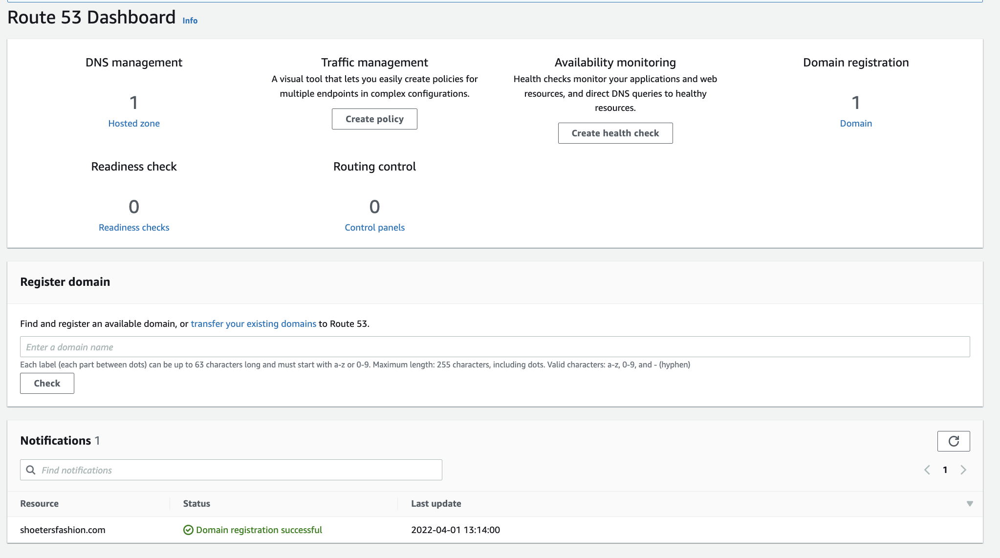 Route 53 Dashboard Info
DNS management
1
Hosted zone
Traffic management
A visual tool that lets you easily create policies for
multiple endpoints in complex configurations.
Create policy
Availability monitoring
Health checks monitor your applications and web
resources, and direct DNS queries to healthy
resources.
Create health check
Domain registration
1
Domain
Readiness check
0
Readiness checks
Routing control
0
Control panels
Register domain
Find and register an available domain, or transfer your existing domains to Route 53.
Enter a domain name
Each label (each part between dots) can be up to 63 characters long and must start with a-z or 0-9. Maximum length: 255 characters, including dots. Valid characters: a-z, 0-9, and - (hyphen)
Check
Notifications 1
Find notifications
1
Resource Status Last update
shoetersfashion.com Domain registration successful 2022-04-01 13:14:00